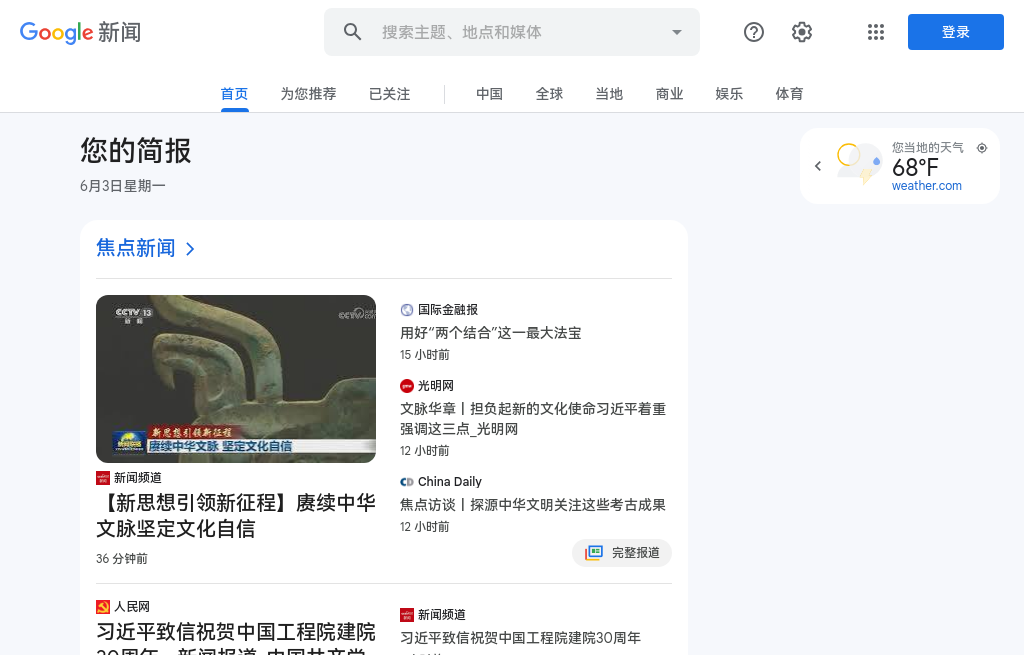 Google 新闻
搜索主题、地点和媒体
登录
首页
为您推荐
已关注
中国
全球
当地
商业
娱乐
体育
您的简报
6月3日星期一
您当地的天气
68°F
weather.com
焦点新闻
CCTV 13
新闻
新思想引领新征程
赓续中华文脉 坚定文化自信
新闻频道
【新思想引领新征程】赓续中华
文脉坚定文化自信
36 分钟前
国际金融报
用好“两个结合”这一最大法宝
15 小时前
光明网
文脉华章丨担负起新的文化使命习近平着重
强调这三点_光明网
12 小时前
China Daily
焦点访谈丨探源中华文明关注这些考古成果
12 小时前
完整报道
人民网
习近平致信祝贺中国工程院建院
新闻频道
习近平致信祝贺中国工程院建院30周年